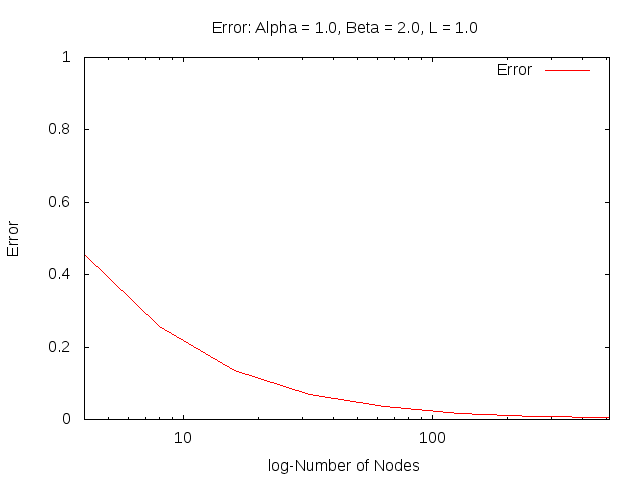 Error: Alpha = 1.0, Beta = 2.0, L = 1.0
Error
1
0.8
0.6
0.4
0.2
0
Error
10
100
log-Number of Nodes